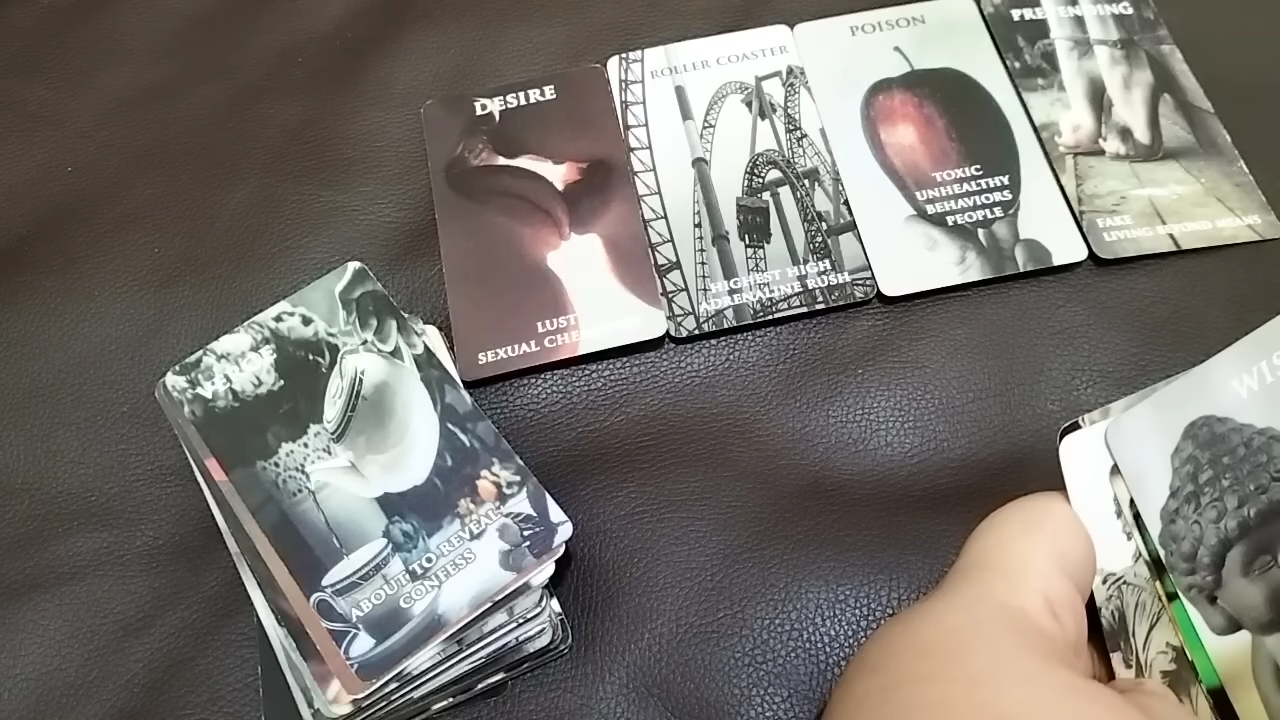 DESIRE
LUST
SEXUAL
ROLLER COASTER
HIGHEST HIGH
ADRENALINE RUSH
POISON
TOXIC
UNHEALTHY
BEHAVIORS
PEOPLE
PRETENDING
FAKE
LIVING BEYOND MEANS
ABOUT TO REVEAL
CONFESS